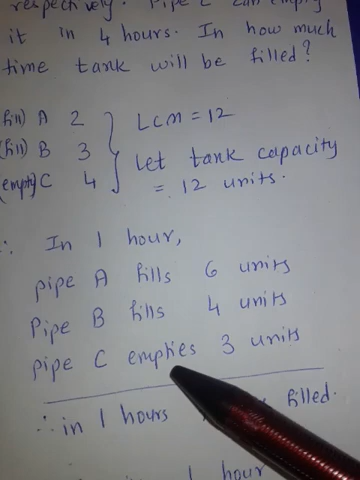 respectively. Pipe C can empty
it in 4 hours. In how much
time tank will be filled?
(fill) A 2
(fill) B 3
(empty) C 4
LCM = 12
Let tank capacity
= 12 units.
∴ In 1 hour,
pipe A fills 6 units
Pipe B fills 4 units
pipe C empties 3 units
∴ in 1 hours filled.
1 hour